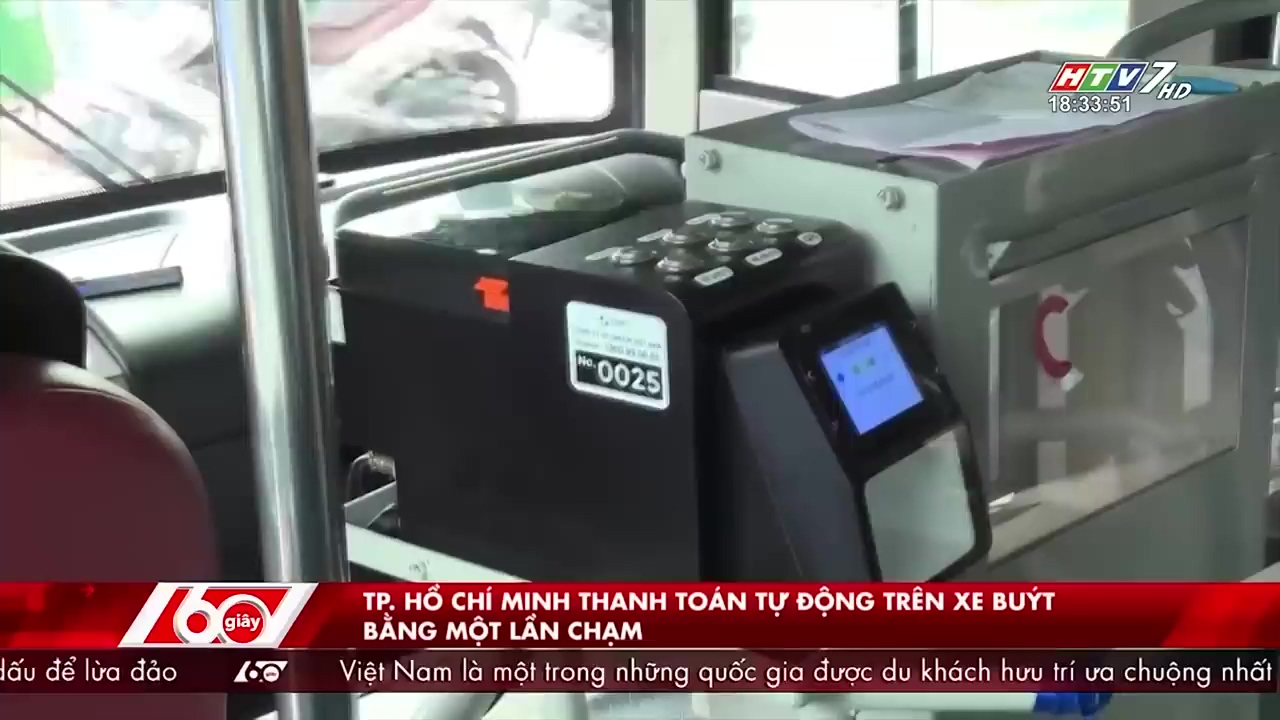 HTV7 HD
18:33:51
No. 0025
60 giây
TP. HỒ CHÍ MINH THANH TOÁN TỰ ĐỘNG TRÊN XE BUÝT
BẰNG MỘT LẦN CHẠM
dấu để lừa đảo 60 giây Việt Nam là một trong những quốc gia được du khách hưu trí ưa chuộng nhất